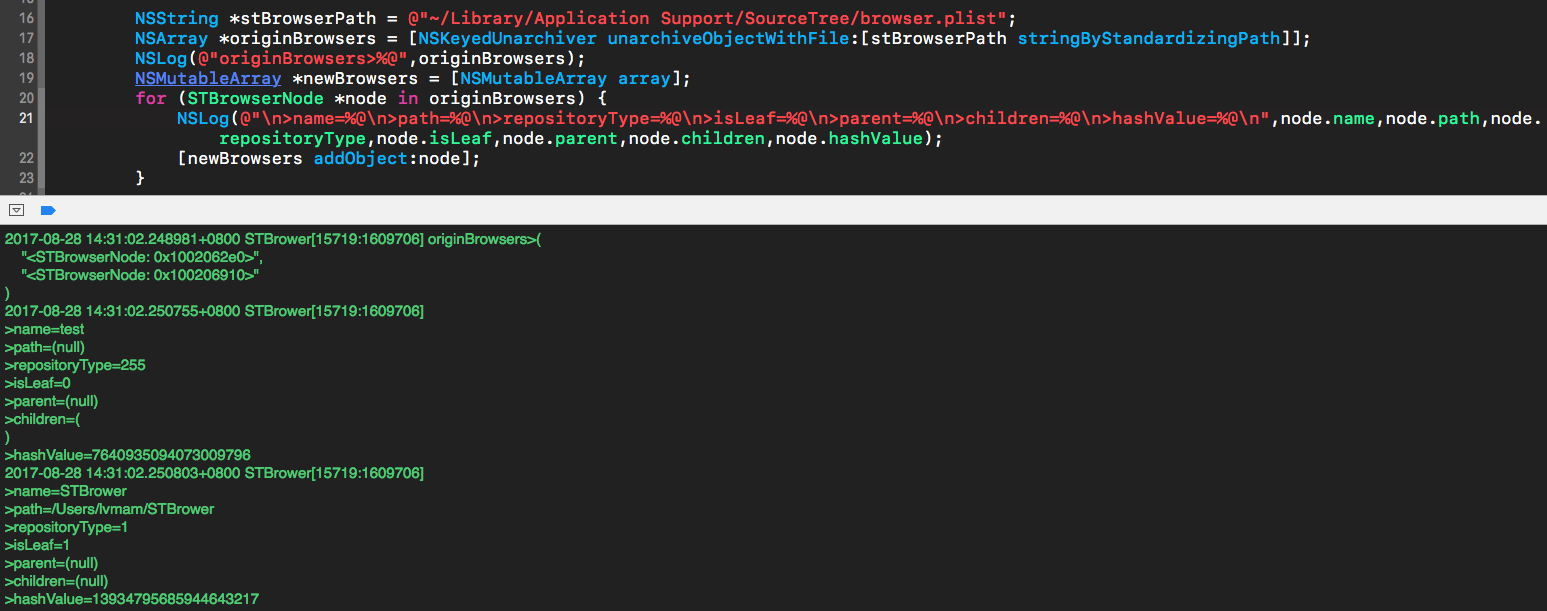 16 NSString *stBrowserPath = @"~/Library/Application Support/SourceTree/browser.plist";
17 NSArray *originBrowsers = [NSKeyedUnarchiver unarchiveObjectWithFile:[stBrowserPath stringByStandardizingPath]];
18 NSLog(@"originBrowsers>%@",originBrowsers);
19 NSMutableArray *newBrowsers = [NSMutableArray array];
20 for (STBrowserNode *node in originBrowsers) {
21 NSLog(@"\n>name=%@\n>path=%@\n>repositoryType=%@\n>isLeaf=%@\n>parent=%@\n>children=%@\n>hashValue=%@\n",node.name,node.path,node.
repositoryType,node.isLeaf,node.parent,node.children,node.hashValue);
22 [newBrowsers addObject:node];
23 }
2017-08-28 14:31:02.248981+0800 STBrower[15719:1609706] originBrowsers>(
"<STBrowserNode: 0x1002062e0>",
"<STBrowserNode: 0x100206910>"
)
2017-08-28 14:31:02.250755+0800 STBrower[15719:1609706]
>name=test
>path=(null)
>repositoryType=255
>isLeaf=0
>parent=(null)
>children=(
)
>hashValue=7640935094073009796
2017-08-28 14:31:02.250803+0800 STBrower[15719:1609706]
>name=STBrower
>path=/Users/lvmam/STBrower
>repositoryType=1
>isLeaf=1
>parent=(null)
>children=(null)
>hashValue=13934795685944643217